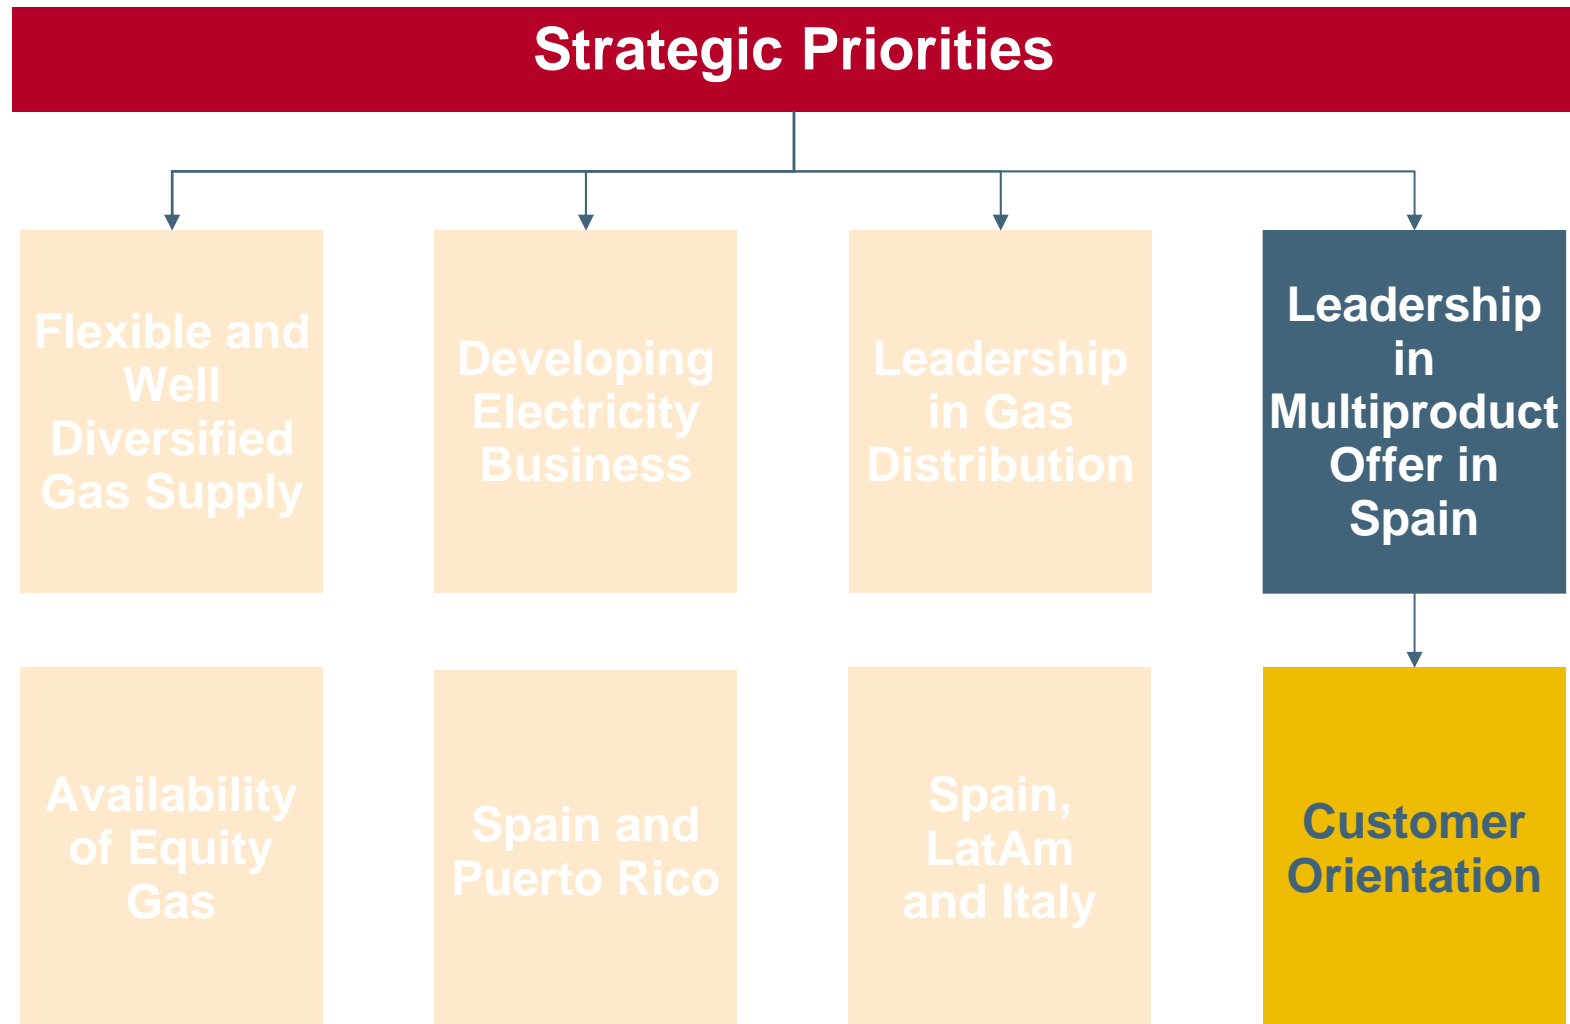 Strategic Priorities
Flexible and
Well
Diversified
Gas Supply
Developing
Electricity
Business
Leadership
in Gas
Distribution
Leadership
in
Multiproduct
Offer in
Spain
Availability
of Equity
Gas
Spain and
Puerto Rico
Spain,
LatAm
and Italy
Customer
Orientation